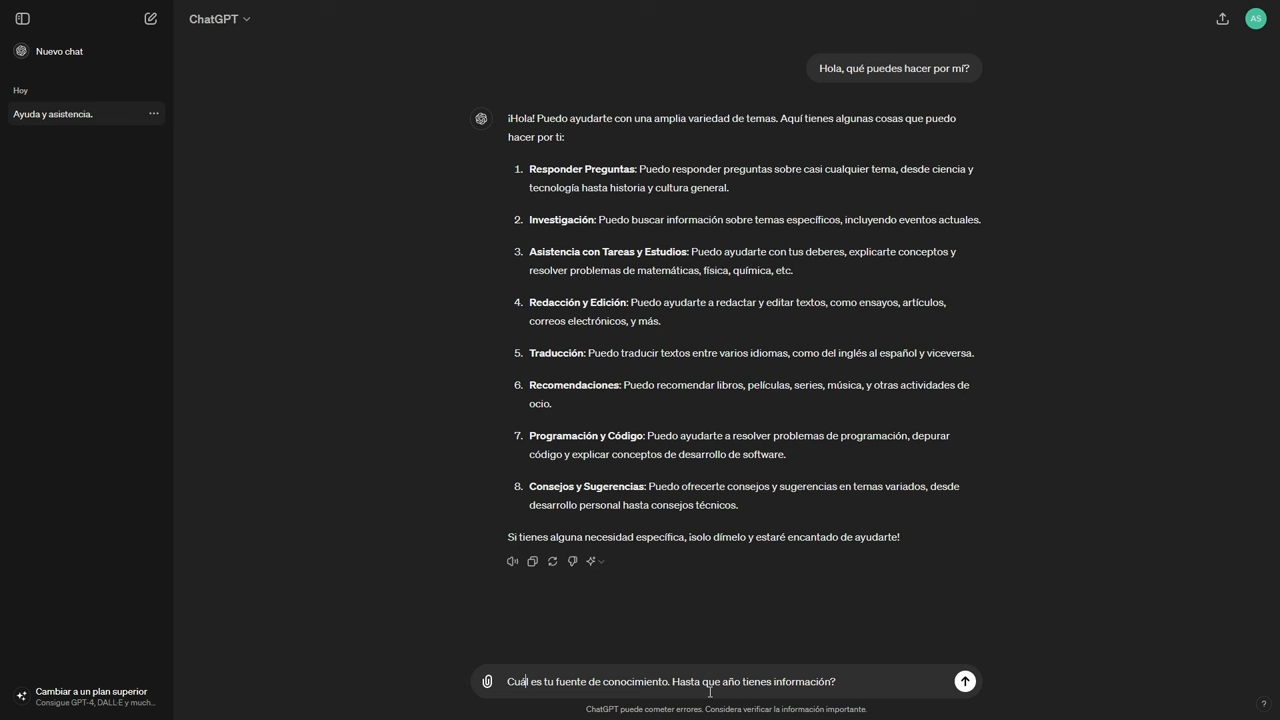 ChatGPT
AS
Nuevo chat
Hoy
Ayuda y asistencia.
Hola, qué puedes hacer por mí?
¡Hola! Puedo ayudarte con una amplia variedad de temas. Aquí tienes algunas cosas que puedo
hacer por ti:
1. Responder Preguntas: Puedo responder preguntas sobre casi cualquier tema, desde ciencia y
tecnología hasta historia y cultura general.
2. Investigación: Puedo buscar información sobre temas específicos, incluyendo eventos actuales.
3. Asistencia con Tareas y Estudios: Puedo ayudarte con tus deberes, explicarte conceptos y
resolver problemas de matemáticas, física, química, etc.
4. Redacción y Edición: Puedo ayudarte a redactar y editar textos, como ensayos, artículos,
correos electrónicos, y más.
5. Traducción: Puedo traducir textos entre varios idiomas, como del inglés al español y viceversa.
6. Recomendaciones: Puedo recomendar libros, películas, series, música, y otras actividades de
ocio.
7. Programación y Código: Puedo ayudarte a resolver problemas de programación, depurar
código y explicar conceptos de desarrollo de software.
8. Consejos y Sugerencias: Puedo ofrecerte consejos y sugerencias en temas variados, desde
desarrollo personal hasta consejos técnicos.
Si tienes alguna necesidad específica, ¡solo dímelo y estaré encantado de ayudarte!
Cuál es tu fuente de conocimiento. Hasta que año tienes información?
Cambiar a un plan superior
Consigue GPT-4, DALL·E y much...
ChatGPT puede cometer errores. Considera verificar la información importante.
?